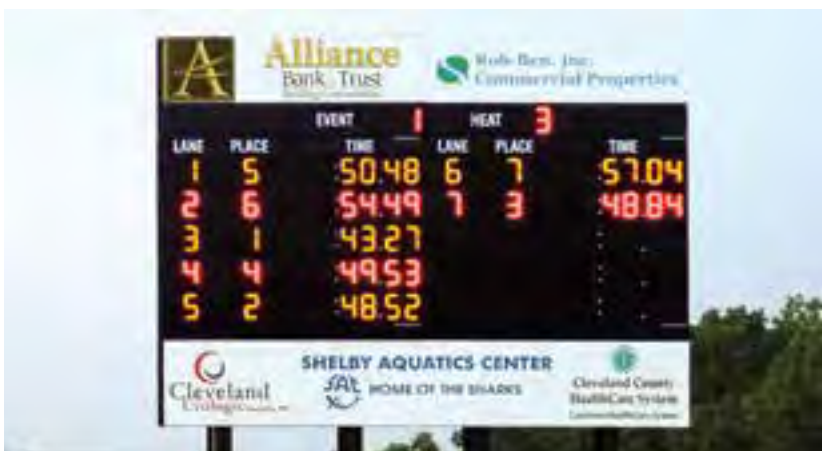 A
Alliance
Bank Trust
Rob-Ben, Inc.
Commercial Properties
EVENT 1 HEAT 3
LANE PLACE TIME LANE PLACE TIME
1 5 :50.48 6 7 :57.04
2 6 :54.49 7 3 :48.84
3 1 :43.27
4 4 :49.53
5 2 :48.52
Cleveland
Urologic
SHELBY AQUATICS CENTER
SAC HOME OF THE SHARKS
Cleveland County
HealthCare System